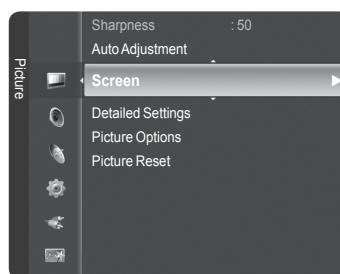 Picture
Sharpness : 50
Auto Adjustment
Screen
Detailed Settings
Picture Options
Picture Reset